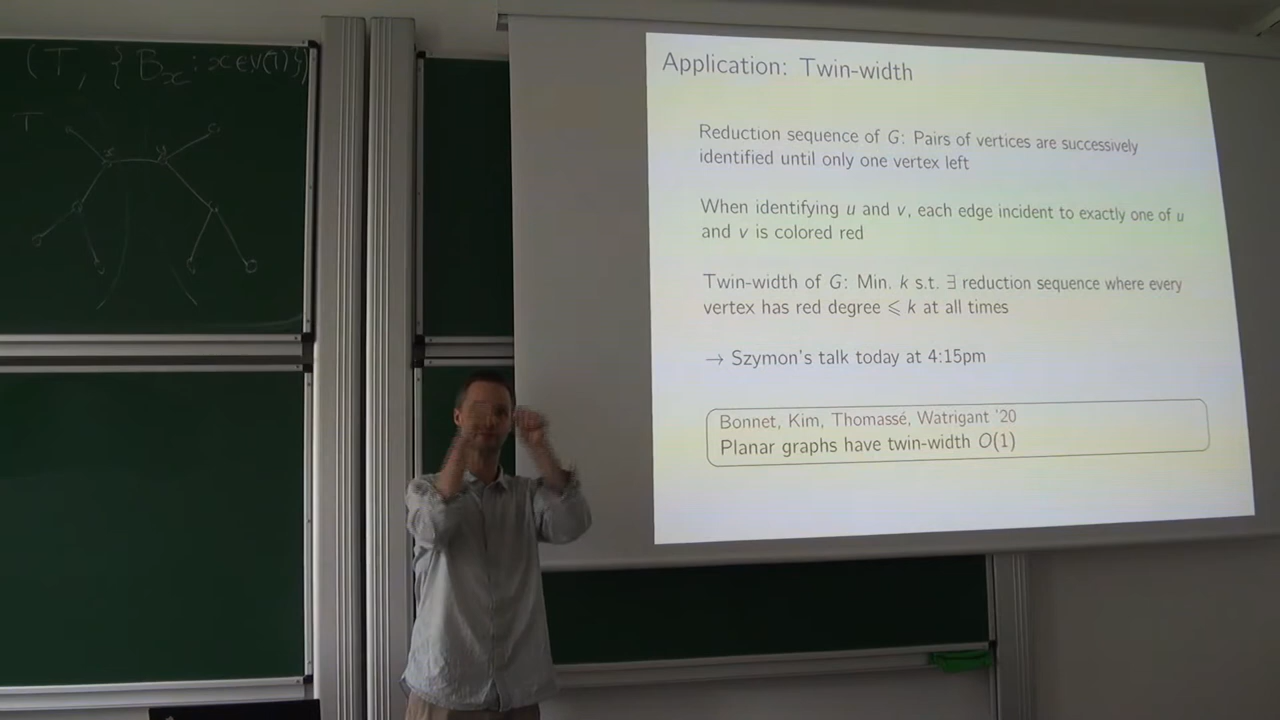 (T, {B_x : x ∈ V(T)})
T
x y
Application: Twin-width
Reduction sequence of G: Pairs of vertices are successively
identified until only one vertex left
When identifying u and v, each edge incident to exactly one of u
and v is colored red
Twin-width of G: Min. k s.t. ∃ reduction sequence where every
vertex has red degree ⩽ k at all times
→ Szymon's talk today at 4:15pm
Bonnet, Kim, Thomassé, Watrigant '20
Planar graphs have twin-width O(1)